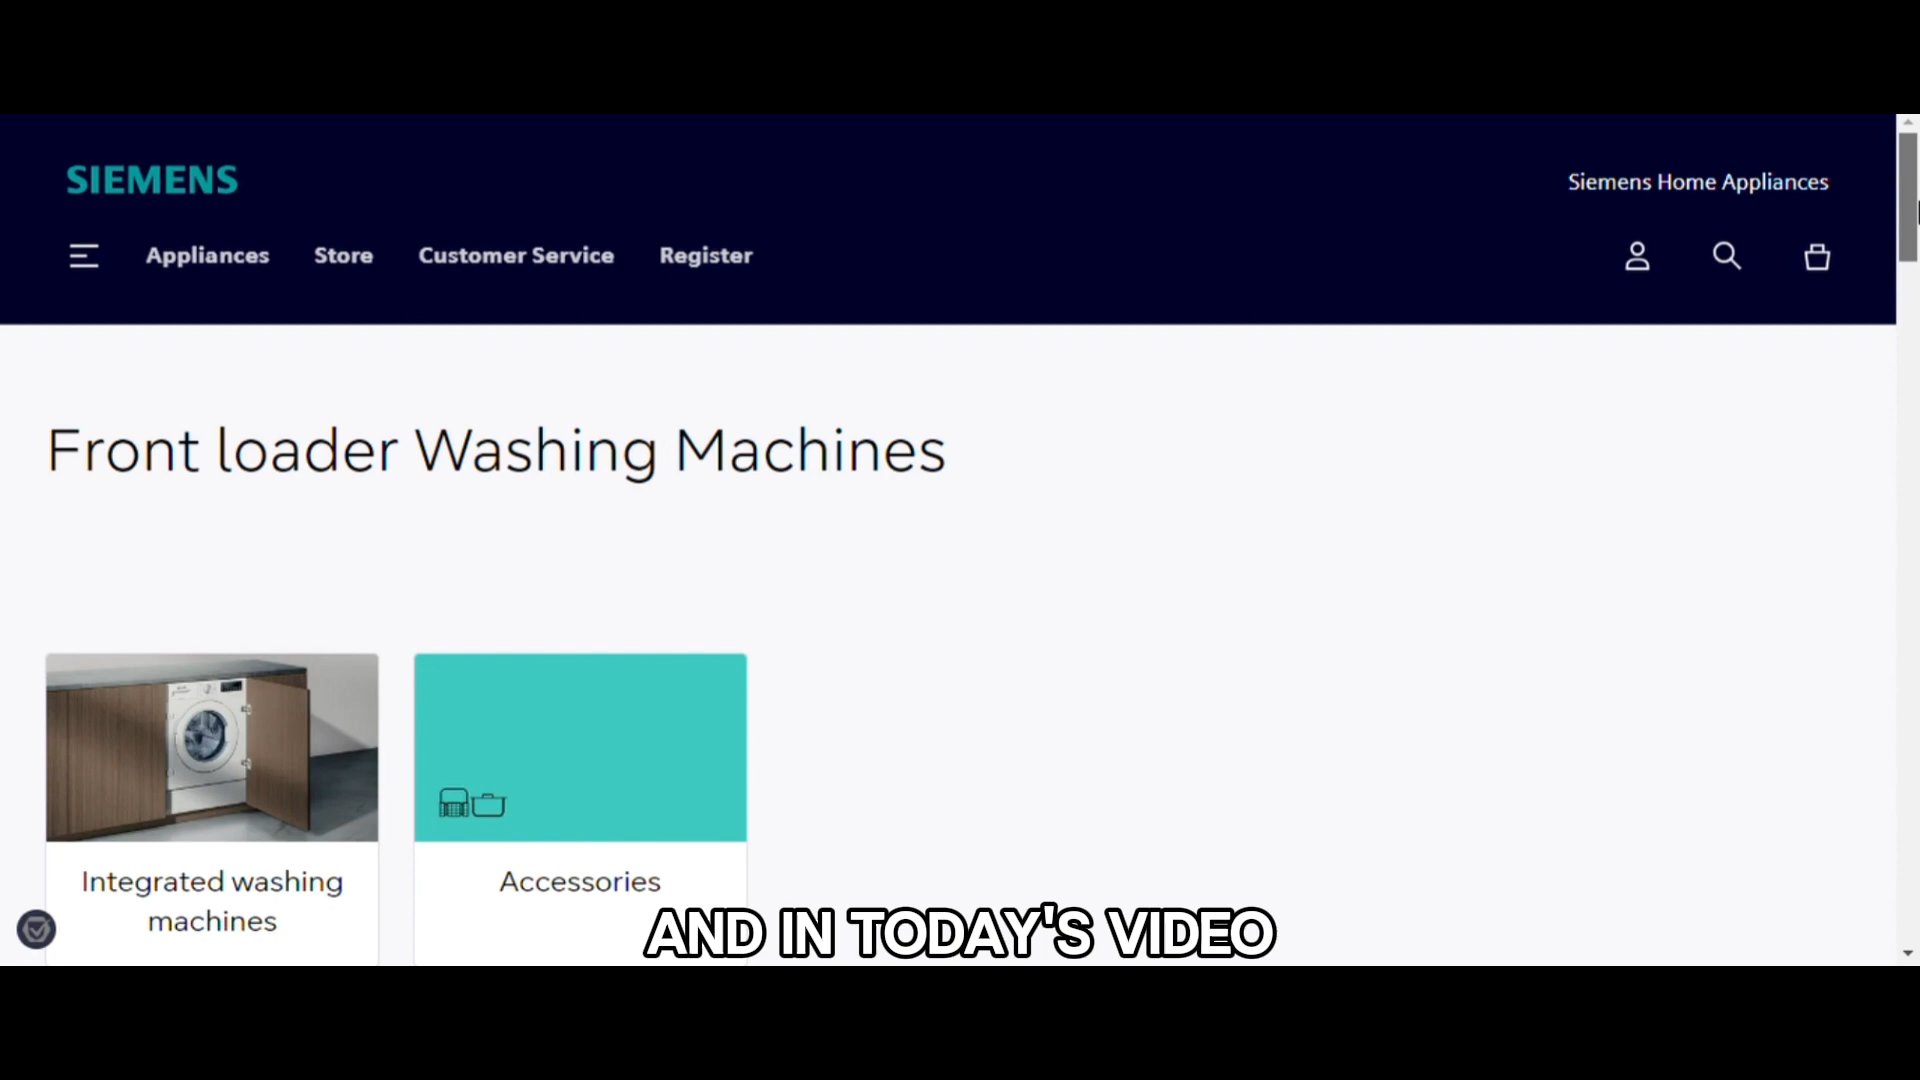 SIEMENS
Siemens Home Appliances
Appliances Store Customer Service Register
Front loader Washing Machines
Integrated washing
machines
Accessories
AND IN TODAY'S VIDEO